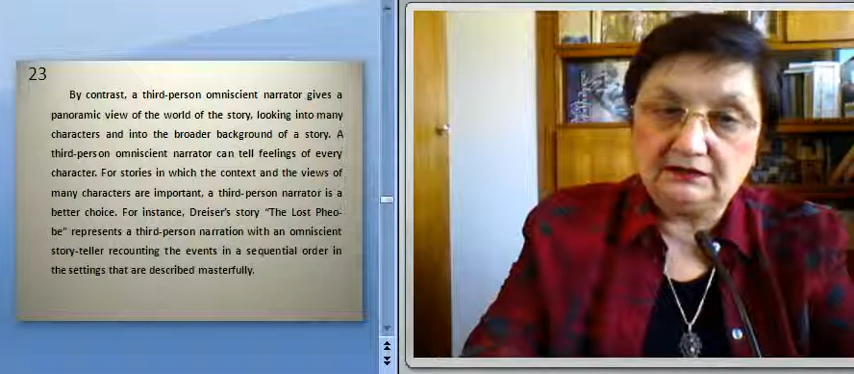 23
By contrast, a third-person omniscient narrator gives a
panoramic view of the world of the story, looking into many
characters and into the broader background of a story. A
third-person omniscient narrator can tell feelings of every
character. For stories in which the context and the views of
many characters are important, a third-person narrator is a
better choice. For instance, Dreiser's story "The Lost Pheo-
be" represents a third-person narration with an omniscient
story-teller recounting the events in a sequential order in
the settings that are described masterfully.